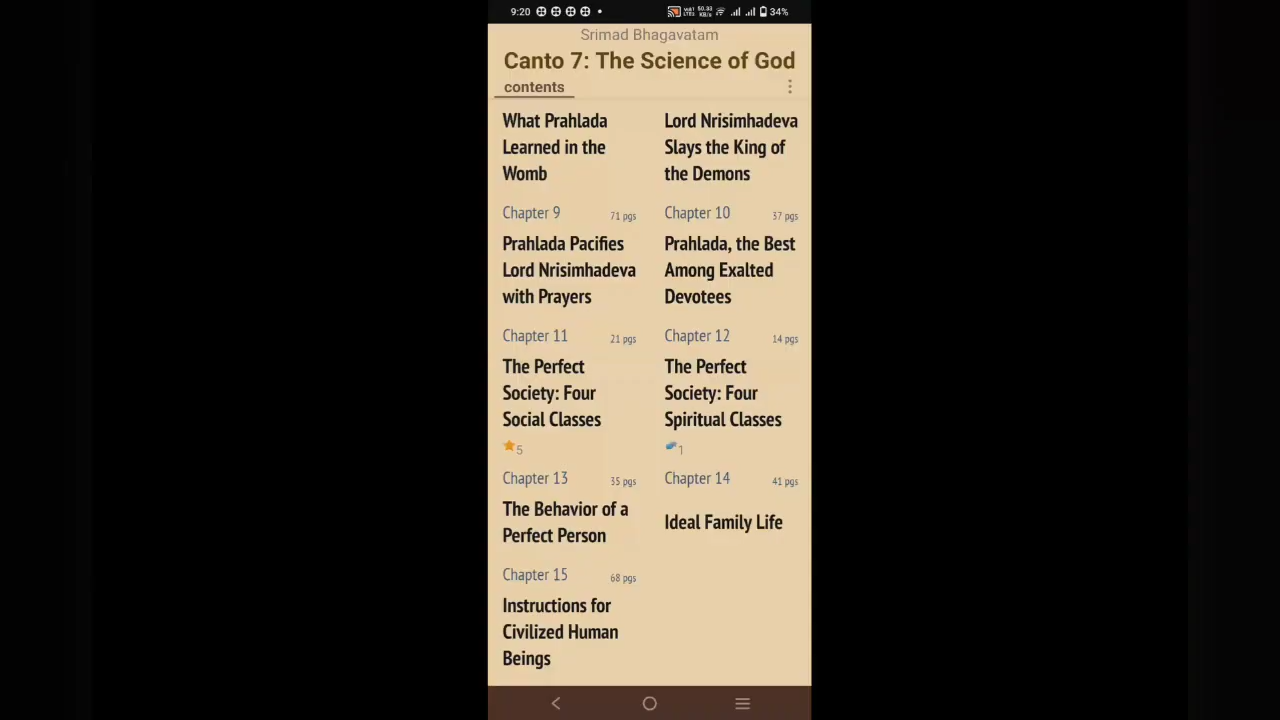 9:20
VoLTE 50.33 KB/s 34%
Srimad Bhagavatam
Canto 7: The Science of God
contents
What Prahlada
Learned in the
Womb
Lord Nrisimhadeva
Slays the King of
the Demons
Chapter 9 71 pgs
Prahlada Pacifies
Lord Nrisimhadeva
with Prayers
Chapter 10 37 pgs
Prahlada, the Best
Among Exalted
Devotees
Chapter 11 21 pgs
The Perfect
Society: Four
Social Classes
5
Chapter 12 14 pgs
The Perfect
Society: Four
Spiritual Classes
1
Chapter 13 35 pgs
The Behavior of a
Perfect Person
Chapter 14 41 pgs
Ideal Family Life
Chapter 15 68 pgs
Instructions for
Civilized Human
Beings